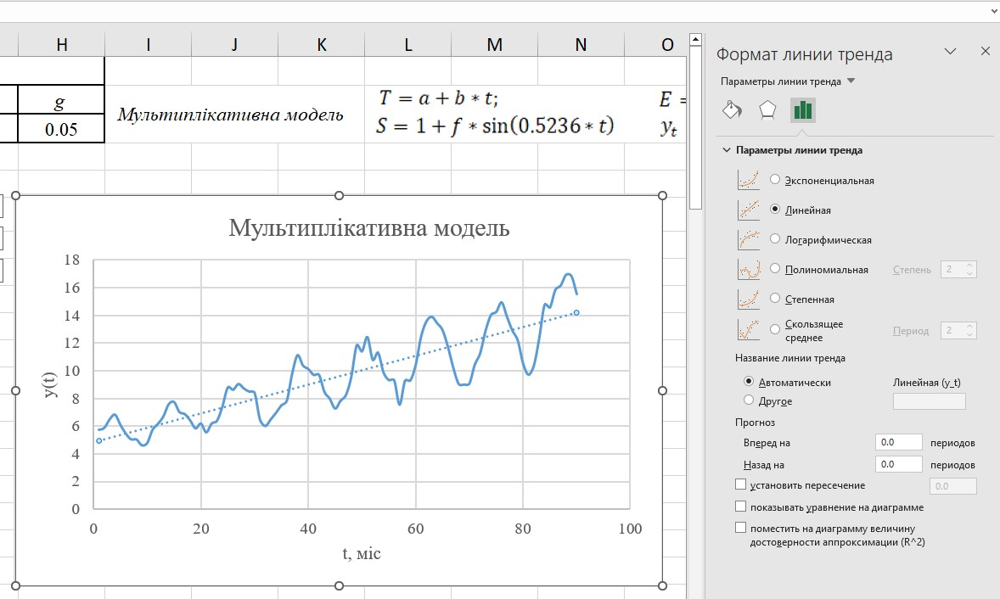 H I J K L M N O
g
0.05
Мультиплікативна модель
T = a + b * t;
S = 1 + f * sin(0.5236 * t)
E =
y_t
Мультиплікативна модель
18
16
14
12
10
8
6
4
2
0
y(t)
0 20 40 60 80 100
t, міс
Формат линии тренда
Параметры линии тренда
Параметры линии тренда
Экспоненциальная
Линейная
Логарифмическая
Полиномиальная Степень 2
Степенная
Скользящее
среднее Период 2
Название линии тренда
Автоматически Линейная (y_t)
Другое
Прогноз
Вперед на 0.0 периодов
Назад на 0.0 периодов
установить пересечение 0.0
показывать уравнение на диаграмме
поместить на диаграмму величину
достоверности аппроксимации (R^2)